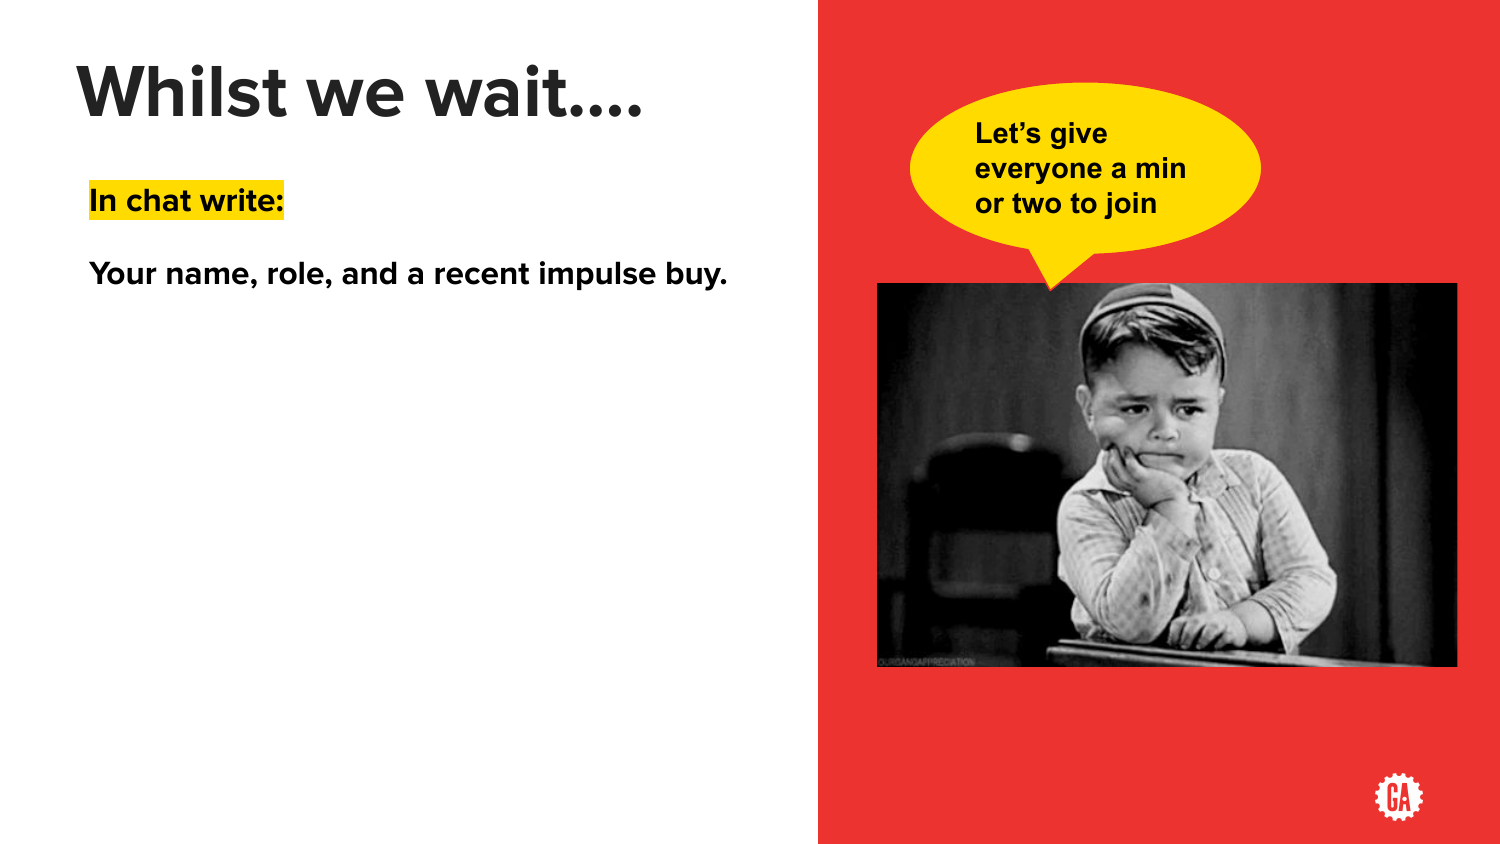 Whilst we wait....
In chat write:
Your name, role, and a recent impulse buy.
Let’s give
everyone a min
or two to join
OURGANGAPPRECIATION
GA